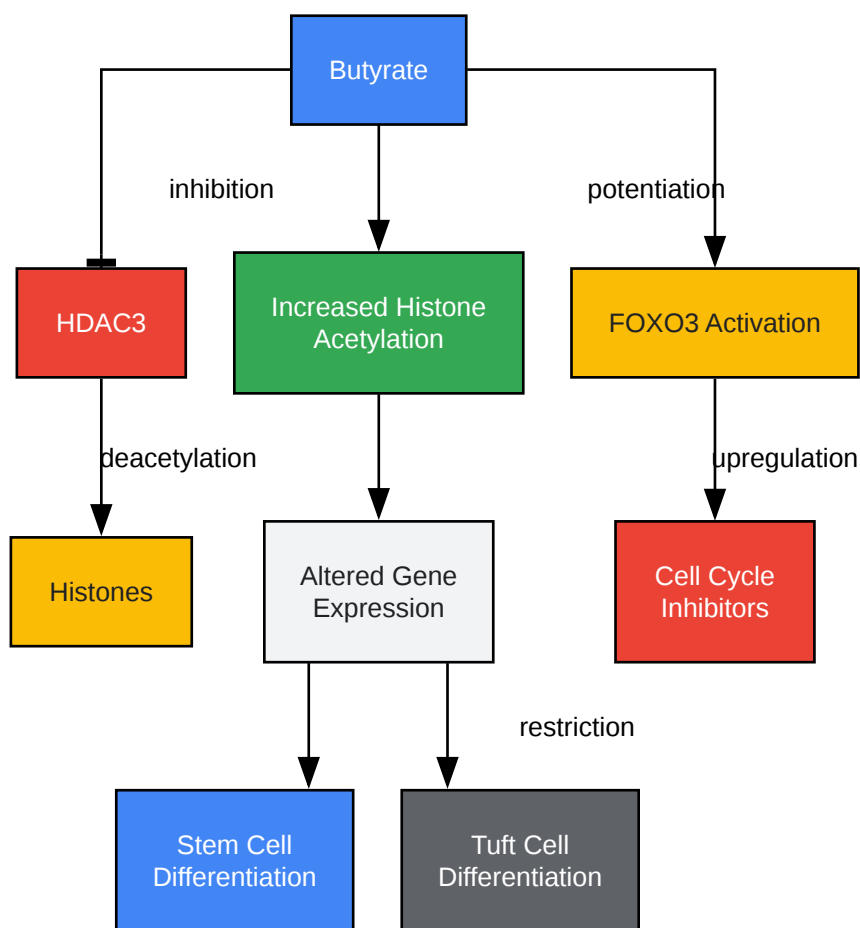 Butyrate
inhibition
potentiation
HDAC3
Increased Histone
Acetylation
FOXO3 Activation
deacetylation
upregulation
Histones
Altered Gene
Expression
Cell Cycle
Inhibitors
restriction
Stem Cell
Differentiation
Tuft Cell
Differentiation